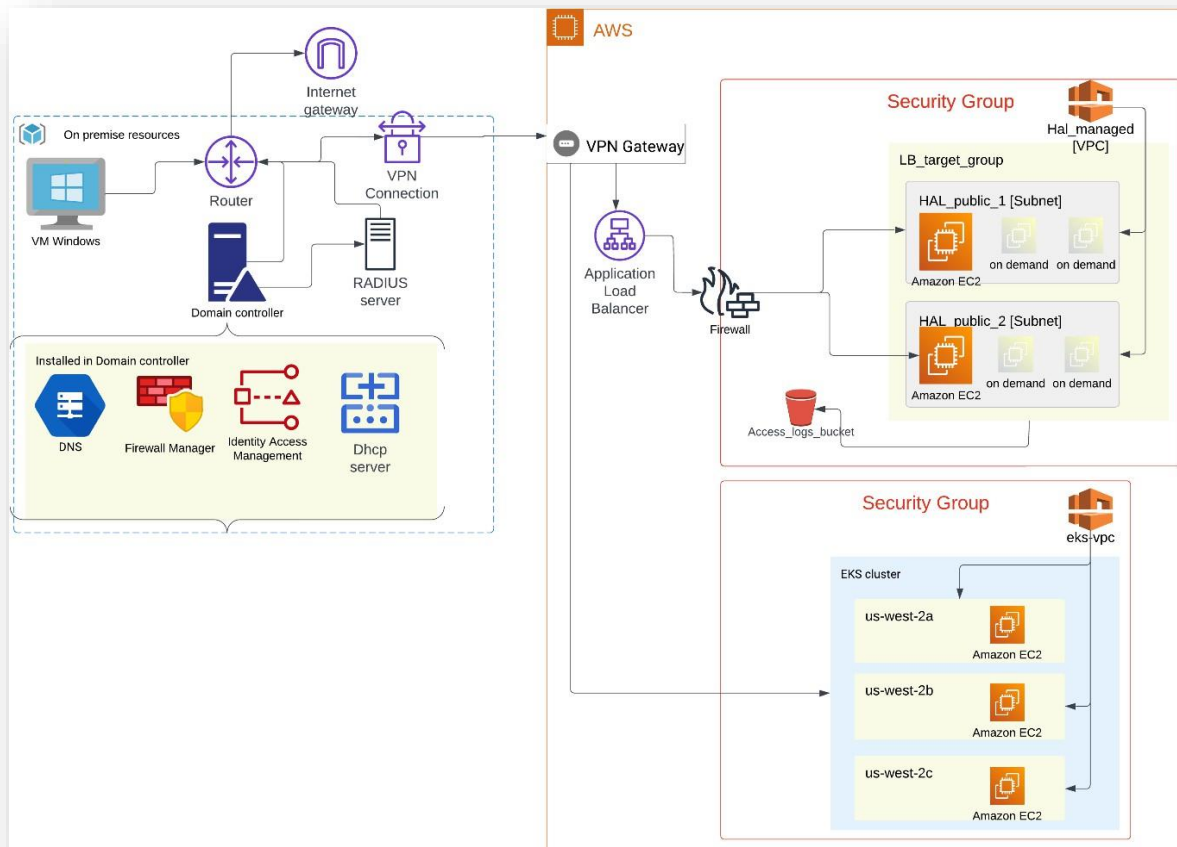 AWS
Internet
gateway
On premise resources
VM Windows
Router
VPN
Connection
RADIUS
server
Domain controller
Installed in Domain controller
DNS
Firewall Manager
Identity Access
Management
Dhcp
server
VPN Gateway
Application
Load
Balancer
Firewall
Security Group
Hal_managed
[VPC]
LB_target_group
HAL_public_1 [Subnet]
Amazon EC2
on demand
on demand
HAL_public_2 [Subnet]
Amazon EC2
on demand
on demand
Access_logs_bucket
Security Group
eks-vpc
EKS cluster
us-west-2a
Amazon EC2
us-west-2b
Amazon EC2
us-west-2c
Amazon EC2